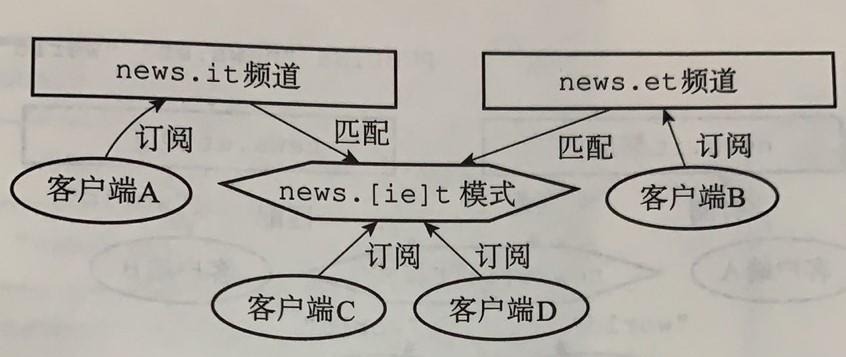 news.it频道
news.et频道
订阅
匹配
匹配
订阅
客户端A
news.[ie]t 模式
客户端B
订阅
订阅
客户端C
客户端D